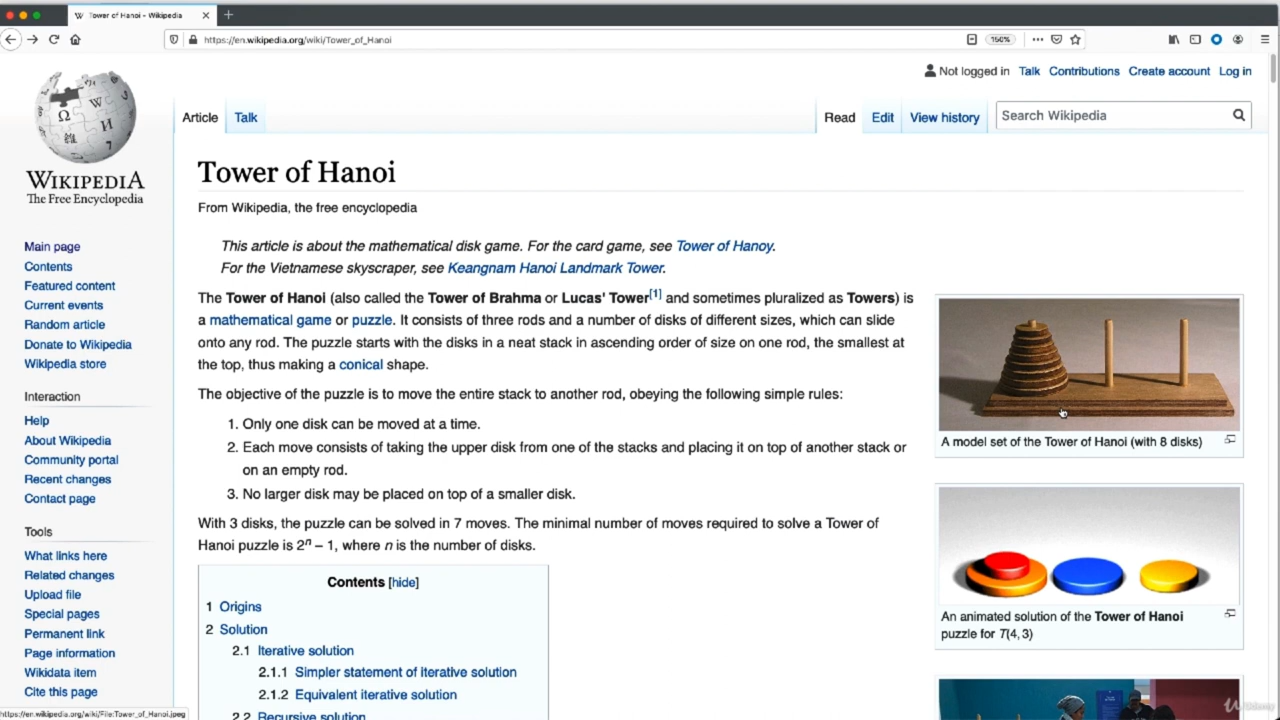 Tower of Hanoi - Wikipedia
https://en.wikipedia.org/wiki/Tower_of_Hanoi
150%
Not logged in Talk Contributions Create account Log in
Article Talk Read Edit View history Search Wikipedia
WIKIPEDIA
The Free Encyclopedia
Main page
Contents
Featured content
Current events
Random article
Donate to Wikipedia
Wikipedia store
Interaction
Help
About Wikipedia
Community portal
Recent changes
Contact page
Tools
What links here
Related changes
Upload file
Special pages
Permanent link
Page information
Wikidata item
Cite this page
Tower of Hanoi
From Wikipedia, the free encyclopedia
This article is about the mathematical disk game. For the card game, see Tower of Hanoy.
For the Vietnamese skyscraper, see Keangnam Hanoi Landmark Tower.
The Tower of Hanoi (also called the Tower of Brahma or Lucas' Tower[1] and sometimes pluralized as Towers) is
a mathematical game or puzzle. It consists of three rods and a number of disks of different sizes, which can slide
onto any rod. The puzzle starts with the disks in a neat stack in ascending order of size on one rod, the smallest at
the top, thus making a conical shape.
The objective of the puzzle is to move the entire stack to another rod, obeying the following simple rules:
1. Only one disk can be moved at a time.
2. Each move consists of taking the upper disk from one of the stacks and placing it on top of another stack or
on an empty rod.
3. No larger disk may be placed on top of a smaller disk.
With 3 disks, the puzzle can be solved in 7 moves. The minimal number of moves required to solve a Tower of
Hanoi puzzle is 2ⁿ − 1, where n is the number of disks.
Contents [hide]
1 Origins
2 Solution
2.1 Iterative solution
2.1.1 Simpler statement of iterative solution
2.1.2 Equivalent iterative solution
2.2 Recursive solution
A model set of the Tower of Hanoi (with 8 disks)
An animated solution of the Tower of Hanoi
puzzle for T(4, 3)
https://en.wikipedia.org/wiki/File:Tower_of_Hanoi.jpeg
Udemy